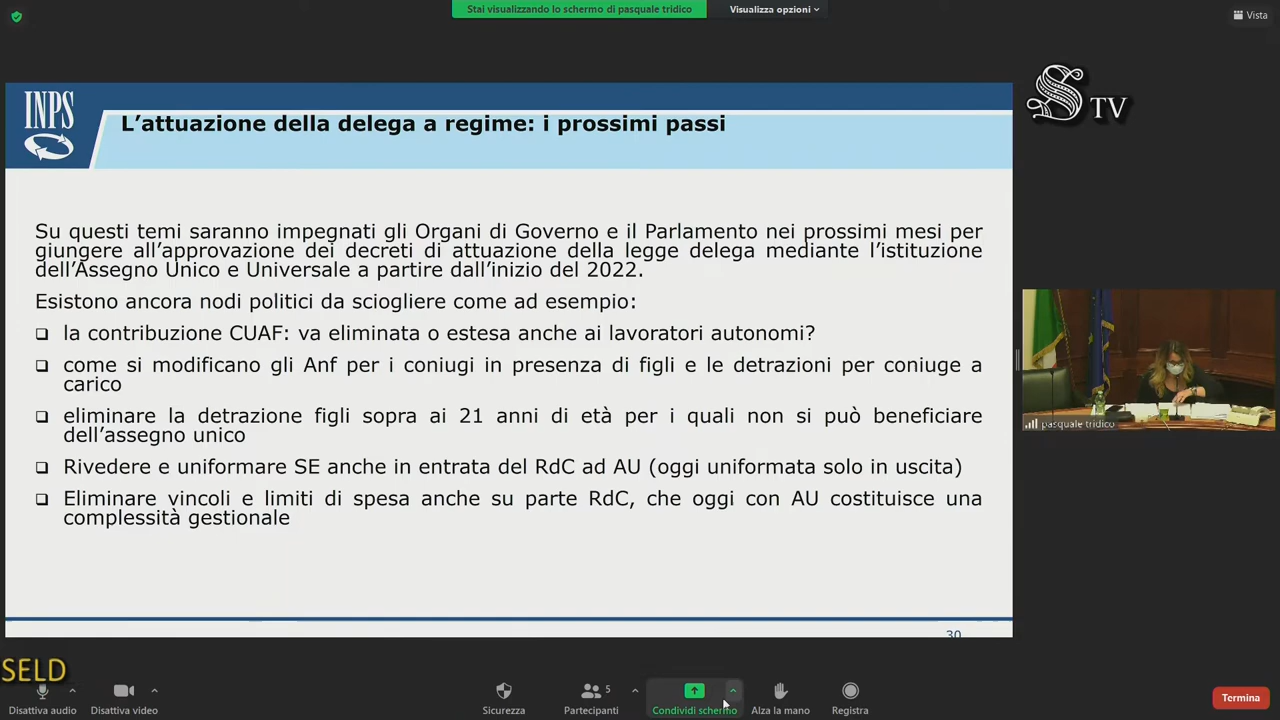 Stai visualizzando lo schermo di pasquale tridico
Visualizza opzioni
Vista
INPS
L'attuazione della delega a regime: i prossimi passi
S TV
Su questi temi saranno impegnati gli Organi di Governo e il Parlamento nei prossimi mesi per
giungere all'approvazione dei decreti di attuazione della legge delega mediante l'istituzione
dell'Assegno Unico e Universale a partire dall'inizio del 2022.
Esistono ancora nodi politici da sciogliere come ad esempio:
❑ la contribuzione CUAF: va eliminata o estesa anche ai lavoratori autonomi?
❑ come si modificano gli Anf per i coniugi in presenza di figli e le detrazioni per coniuge a
carico
❑ eliminare la detrazione figli sopra ai 21 anni di età per i quali non si può beneficiare
dell'assegno unico
❑ Rivedere e uniformare SE anche in entrata del RdC ad AU (oggi uniformata solo in uscita)
❑ Eliminare vincoli e limiti di spesa anche su parte RdC, che oggi con AU costituisce una
complessità gestionale
pasquale tridico
30
SELD
Disattiva audio
Disattiva video
Sicurezza
5
Partecipanti
Condividi schermo
Alza la mano
Registra
Termina